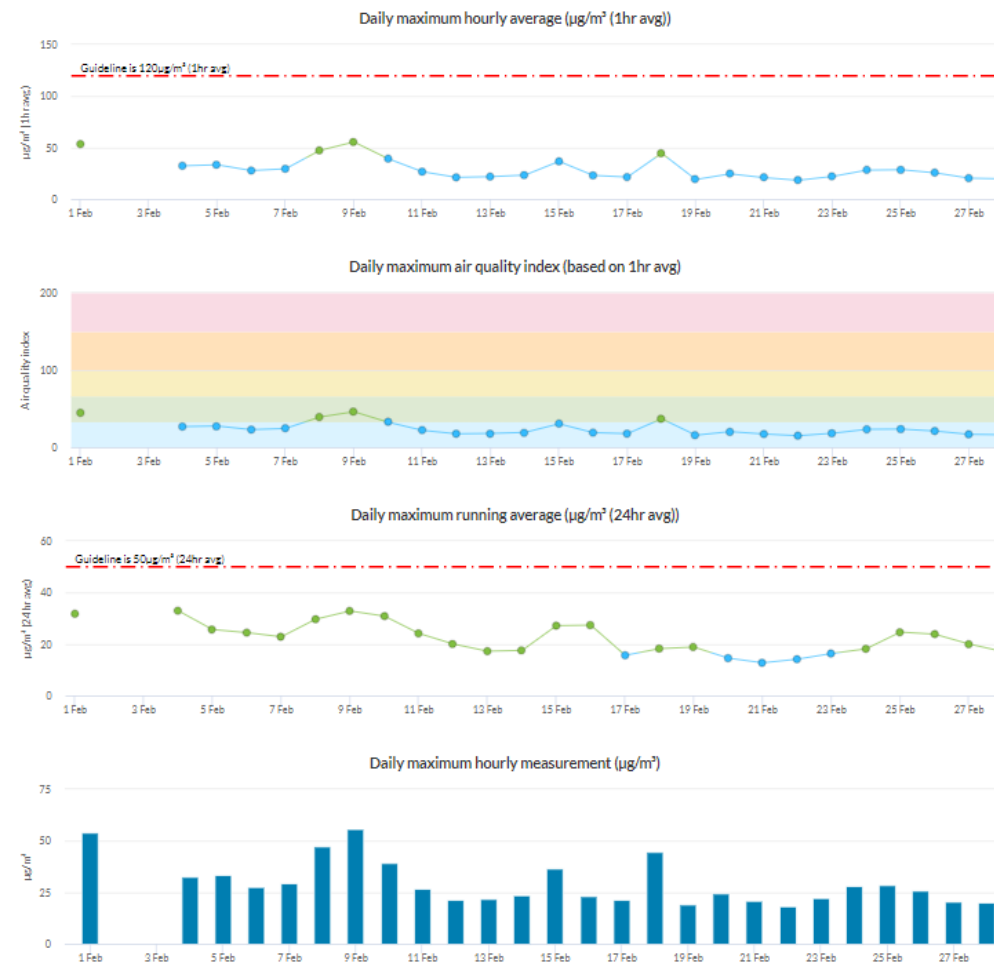 Daily maximum hourly average (µg/m³ (1hr avg))
150
Guideline is 120µg/m³ (1hr avg)
100
50
0
µg/m³ (1hr avg)
1 Feb 3 Feb 5 Feb 7 Feb 9 Feb 11 Feb 13 Feb 15 Feb 17 Feb 19 Feb 21 Feb 23 Feb 25 Feb 27 Feb
Daily maximum air quality index (based on 1hr avg)
200
100
0
Air quality index
1 Feb 3 Feb 5 Feb 7 Feb 9 Feb 11 Feb 13 Feb 15 Feb 17 Feb 19 Feb 21 Feb 23 Feb 25 Feb 27 Feb
Daily maximum running average (µg/m³ (24hr avg))
60
Guideline is 50µg/m³ (24hr avg)
40
20
0
µg/m³ (24hr avg)
1 Feb 3 Feb 5 Feb 7 Feb 9 Feb 11 Feb 13 Feb 15 Feb 17 Feb 19 Feb 21 Feb 23 Feb 25 Feb 27 Feb
Daily maximum hourly measurement (µg/m³)
75
50
25
0
µg/m³
1 Feb 3 Feb 5 Feb 7 Feb 9 Feb 11 Feb 13 Feb 15 Feb 17 Feb 19 Feb 21 Feb 23 Feb 25 Feb 27 Feb